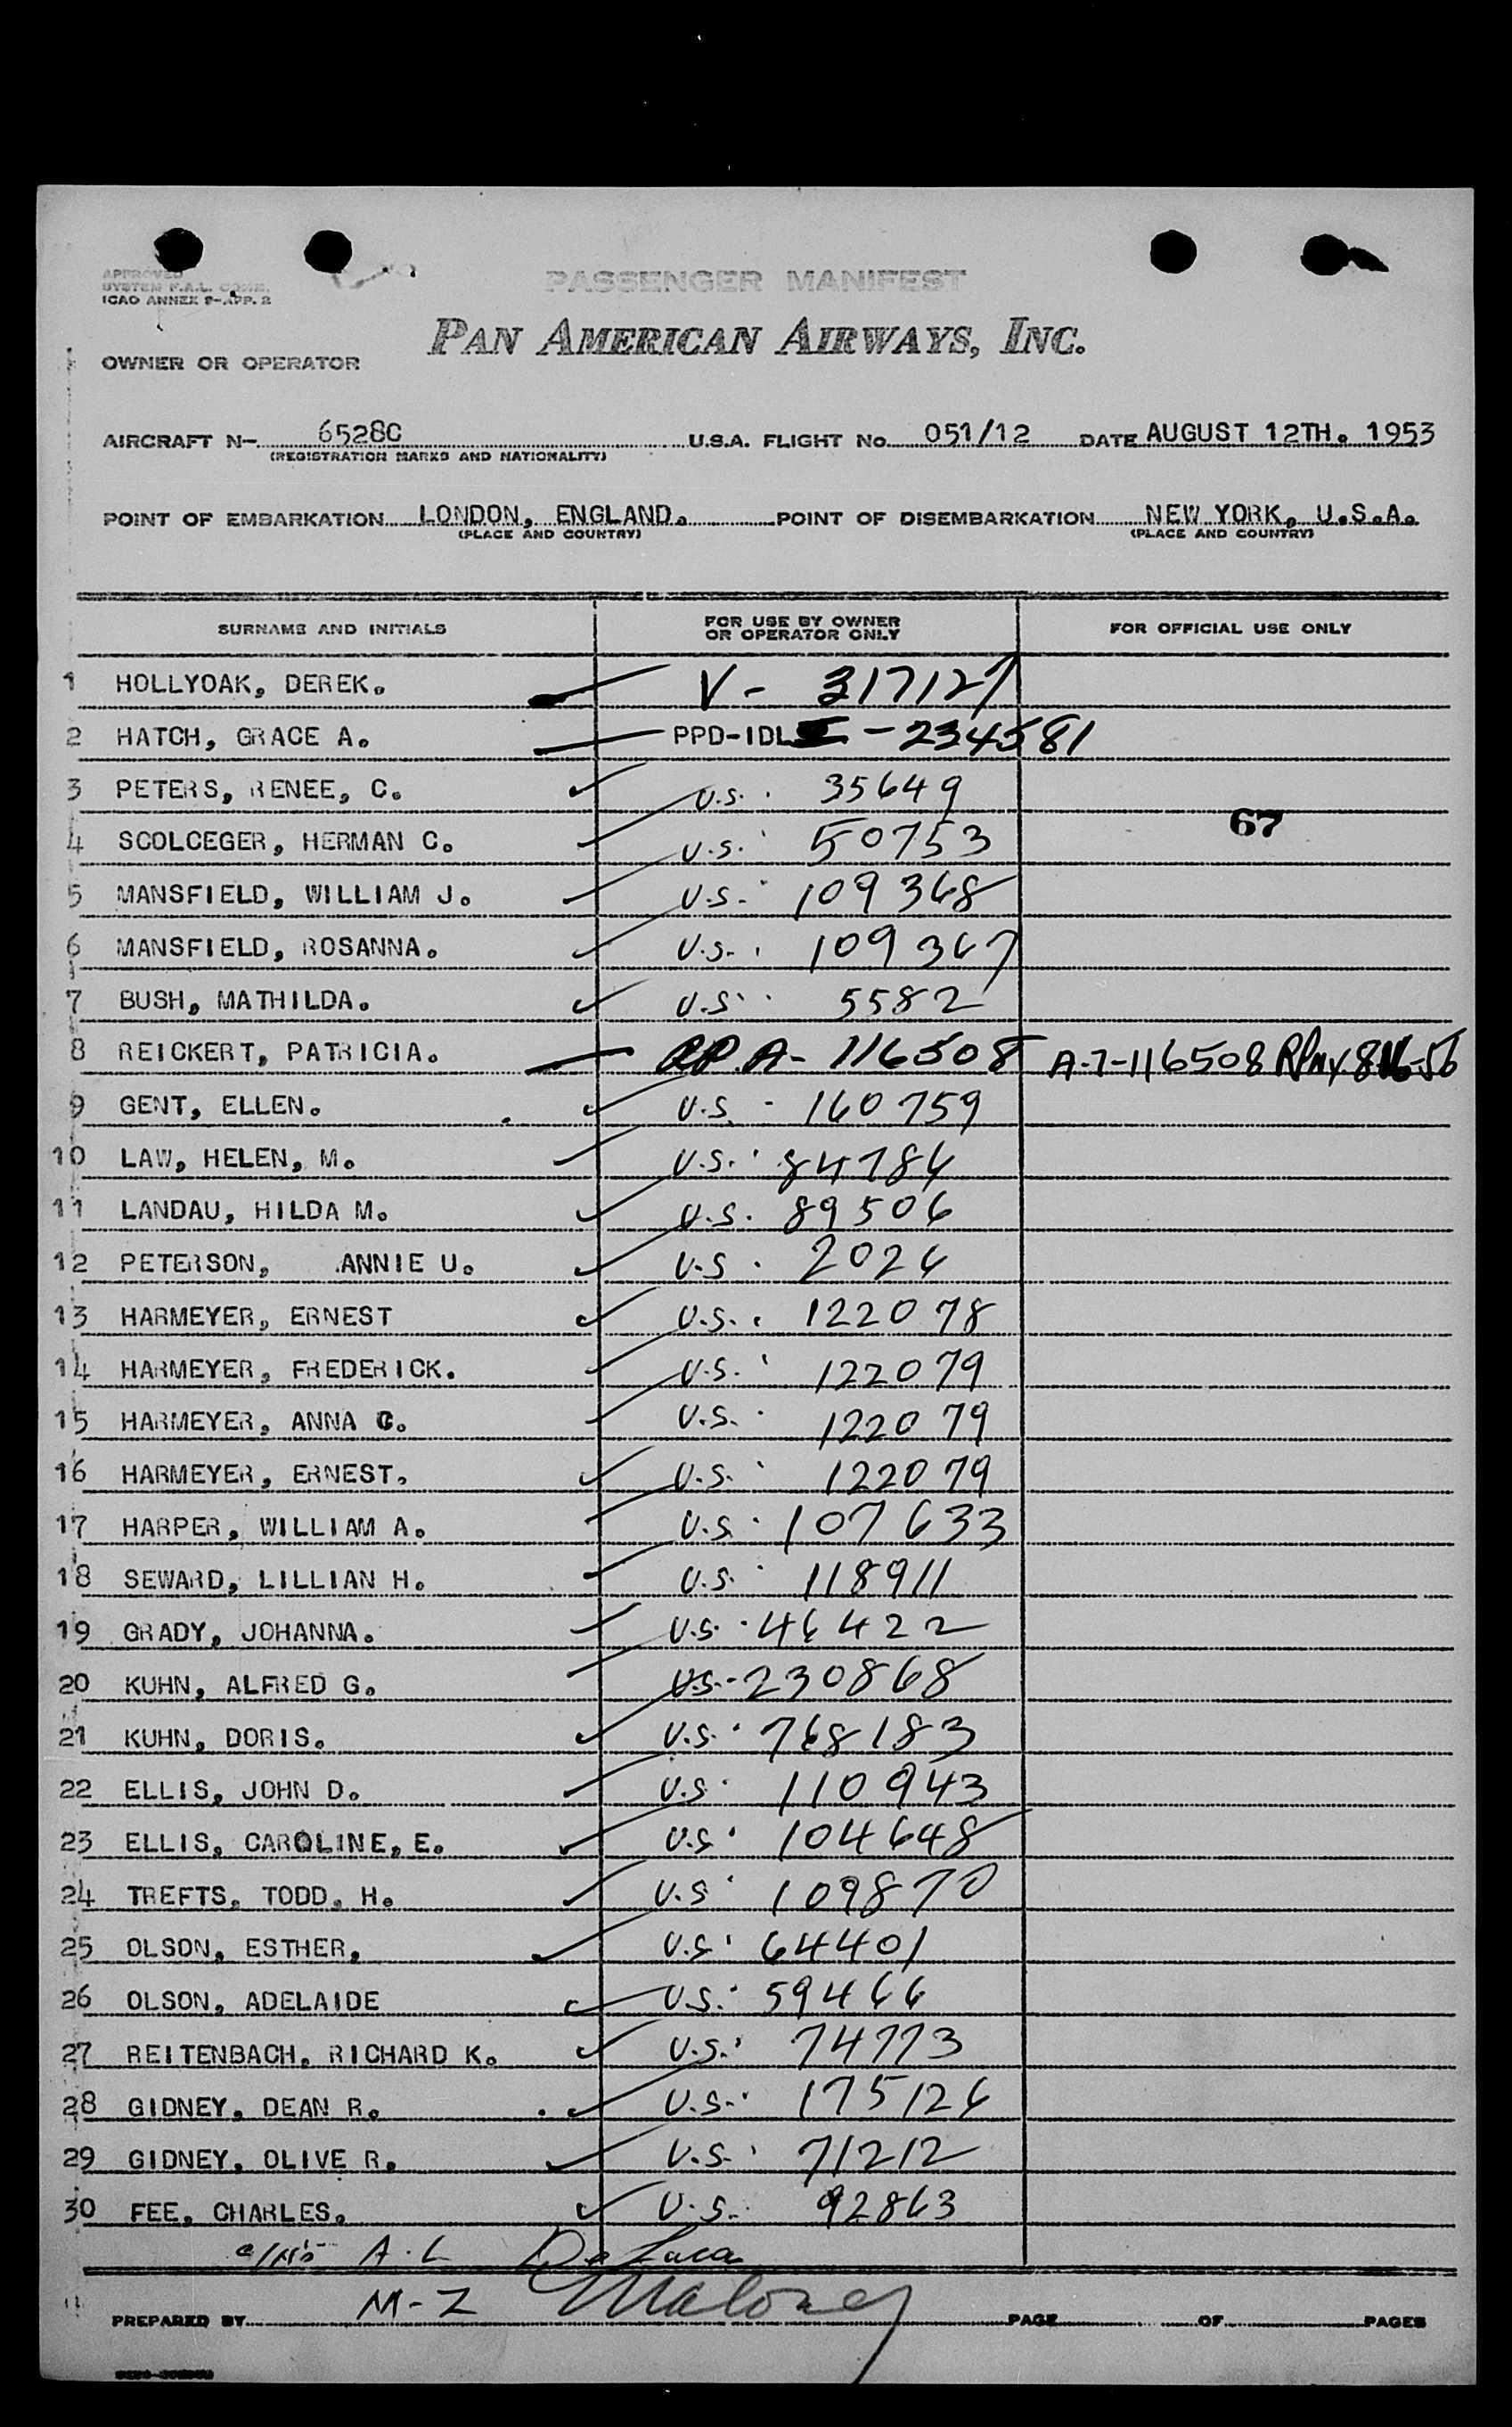 PASSENGER MANIFEST
APPROVED
SYSTEM F.A.L. COMM.
ICAO ANNEX 9-APP. 2
PAN AMERICAN AIRWAYS, INC.
OWNER OR OPERATOR
AIRCRAFT N- 6528C U.S.A. FLIGHT No. 051/12 DATE AUGUST 12TH. 1953
(REGISTRATION MARKS AND NATIONALITY)
POINT OF EMBARKATION LONDON, ENGLAND. POINT OF DISEMBARKATION NEW YORK, U.S.A.
(PLACE AND COUNTRY) (PLACE AND COUNTRY)
SURNAME AND INITIALS FOR USE BY OWNER OR OPERATOR ONLY FOR OFFICIAL USE ONLY
1 HOLLYOAK, DEREK. V- 317127
2 HATCH, GRACE A. PPD-IDL -234581
3 PETERS, RENEE, C. U.S. 35649
67
4 SCOLCEGER, HERMAN C. U.S. 50753
5 MANSFIELD, WILLIAM J. U.S. 109368
6 MANSFIELD, ROSANNA. U.S. 109367
7 BUSH, MATHILDA. U.S. 5582
8 REICKERT, PATRICIA. A- 116508 A-7-116508
9 GENT, ELLEN. U.S. - 160759
10 LAW, HELEN, M. U.S. 84786
11 LANDAU, HILDA M. U.S. 89506
12 PETERSON, ANNIE U. U.S. 2026
13 HARMEYER, ERNEST U.S. 122078
14 HARMEYER, FREDERICK. U.S. 122079
15 HARMEYER, ANNA C. U.S. 122079
16 HARMEYER, ERNEST. U.S. 122079
17 HARPER, WILLIAM A. U.S. 107633
18 SEWARD, LILLIAN H. U.S. 118911
19 GRADY, JOHANNA. U.S. 46422
20 KUHN, ALFRED G. U.S. -230868
21 KUHN, DORIS. U.S. 768183
22 ELLIS, JOHN D. U.S. 110943
23 ELLIS, CAROLINE, E. U.S. 104648
24 TREFTS, TODD, H. U.S. 109870
25 OLSON, ESTHER, U.S. 64401
26 OLSON, ADELAIDE U.S. 59466
27 REITENBACH, RICHARD K. U.S. 74773
28 GIDNEY, DEAN R. U.S. 175126
29 GIDNEY, OLIVE R. U.S. 71212
30 FEE, CHARLES. U.S. 92863
A-L DeLuca
M-Z Maloney
PREPARED BY PAGE OF PAGES